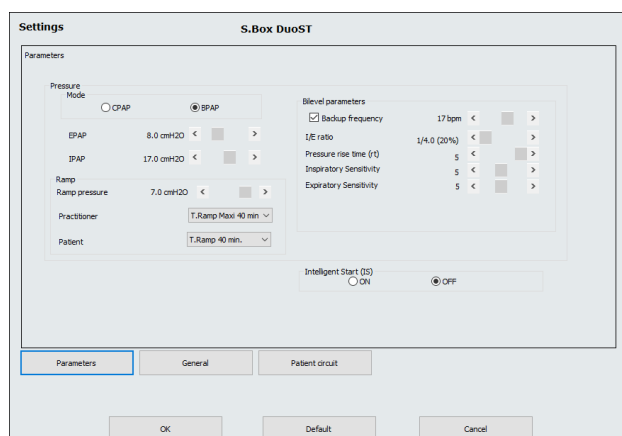 Settings
S.Box DuoST
Parameters
Pressure
Mode
CPAP BPAP
EPAP 8.0 cmH2O < >
IPAP 17.0 cmH2O < >
Ramp
Ramp pressure 7.0 cmH2O < >
Practitioner T.Ramp Maxi 40 min
Patient T.Ramp 40 min.
Bilevel parameters
Backup frequency 17 bpm < >
I/E ratio 1/4.0 (20%) < >
Pressure rise time (rt) 5 < >
Inspiratory Sensitivity 5 < >
Expiratory Sensitivity 5 < >
Intelligent Start (IS)
ON OFF
Parameters General Patient circuit
OK Default Cancel